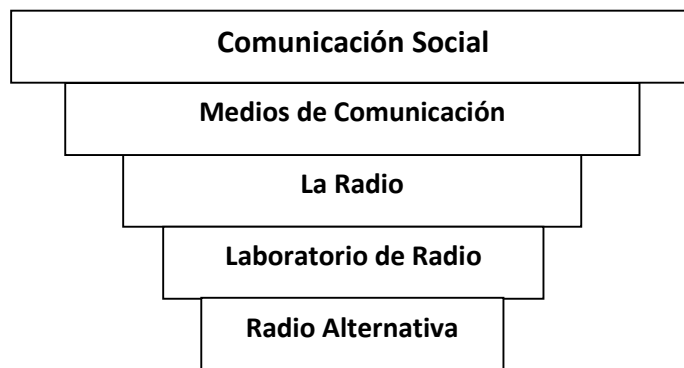 Comunicación Social
Medios de Comunicación
La Radio
Laboratorio de Radio
Radio Alternativa